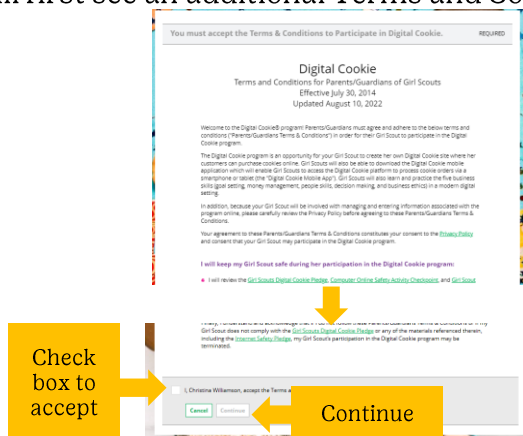 first see an additional Terms and Co
You must accept the Terms & Conditions to Participate in Digital Cookie.
REQUIRED
Digital Cookie
Terms and Conditions for Parents/Guardians of Girl Scouts
Effective July 30, 2014
Updated August 10, 2022
Welcome to the Digital Cookie® program! Parents/Guardians must agree and adhere to the below terms and
conditions ("Parents/Guardians Terms & Conditions") in order for their Girl Scout to participate in the Digital
Cookie program.
The Digital Cookie program is an opportunity for your Girl Scout to create her own Digital Cookie site where her
customers can purchase cookies online. Girl Scouts will also be able to download the Digital Cookie mobile
application which will enable Girl Scouts to access the Digital Cookie platform to process cookie orders via a
smartphone or tablet (the "Digital Cookie Mobile App"). Girl Scouts will also learn and practice the five business
skills (goal setting, money management, people skills, decision making, and business ethics) in a modern digital
setting.
In addition, because your Girl Scout will be involved with managing and entering information associated with the
program online, please carefully review the Privacy Policy before agreeing to these Parents/Guardians Terms &
Conditions.
Your agreement to these Parents/Guardians Terms & Conditions constitutes your consent to the Privacy Policy
and consent that your Girl Scout may participate in the Digital Cookie program.
I will keep my Girl Scout safe during her participation in the Digital Cookie program:
I will review the Girl Scouts Digital Cookie Pledge, Computer Online Safety Activity Checkpoint, and Girl Scout
Girl Scout does not comply with the Girl Scouts Digital Cookie Pledge or any of the materials referenced therein,
including the Internet Safety Pledge, my Girl Scout's participation in the Digital Cookie program may be
terminated.
Check
box to
accept
I, Christina Williamson, accept the Terms a
Cancel Continue
Continue